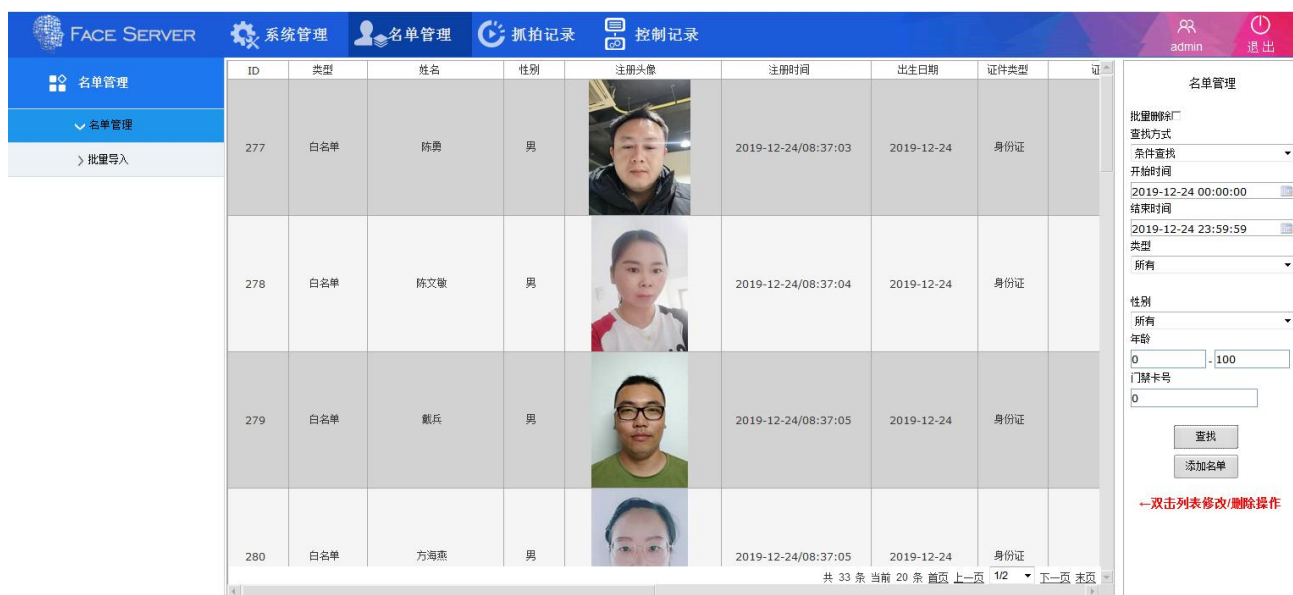 FACE SERVER
系统管理
名单管理
抓拍记录
控制记录
admin
退出
名单管理
名单管理
批量导入
ID 类型 姓名 性别 注册头像 注册时间 出生日期 证件类型
277 白名单 陈勇 男 2019-12-24/08:37:03 2019-12-24 身份证
278 白名单 陈文敏 男 2019-12-24/08:37:04 2019-12-24 身份证
279 白名单 戴兵 男 2019-12-24/08:37:05 2019-12-24 身份证
280 白名单 方海燕 男 2019-12-24/08:37:05 2019-12-24 身份证
共 33 条 当前 20 条 首页 上一页 1/2 下一页 末页
名单管理
批量删除
查找方式
条件查找
开始时间
2019-12-24 00:00:00
结束时间
2019-12-24 23:59:59
类型
所有
性别
所有
年龄
0 - 100
门禁卡号
0
查找
添加名单
←双击列表修改/删除操作